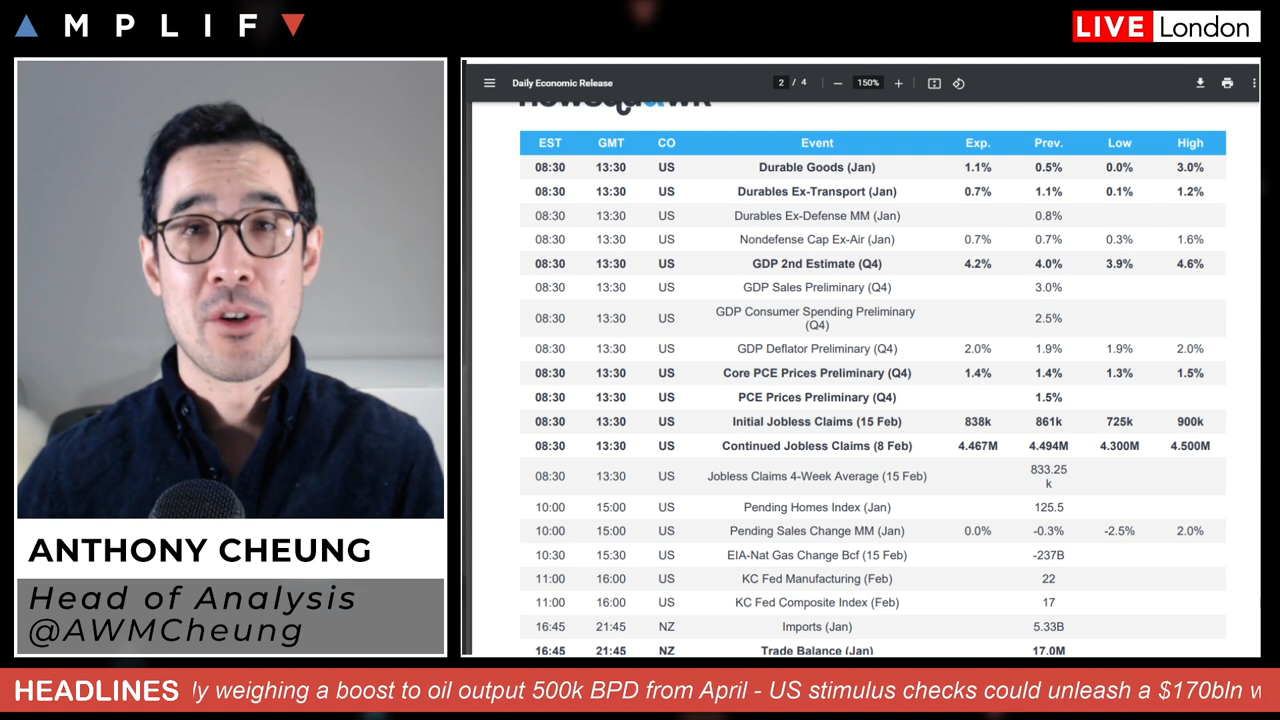 AMPLIFY
LIVE London
Daily Economic Release
2 / 4
150%
newsquawk
EST GMT CO Event Exp. Prev. Low High
08:30 13:30 US Durable Goods (Jan) 1.1% 0.5% 0.0% 3.0%
08:30 13:30 US Durables Ex-Transport (Jan) 0.7% 1.1% 0.1% 1.2%
08:30 13:30 US Durables Ex-Defense MM (Jan) 0.8%
08:30 13:30 US Nondefense Cap Ex-Air (Jan) 0.7% 0.7% 0.3% 1.6%
08:30 13:30 US GDP 2nd Estimate (Q4) 4.2% 4.0% 3.9% 4.6%
08:30 13:30 US GDP Sales Preliminary (Q4) 3.0%
08:30 13:30 US GDP Consumer Spending Preliminary
(Q4) 2.5%
08:30 13:30 US GDP Deflator Preliminary (Q4) 2.0% 1.9% 1.9% 2.0%
08:30 13:30 US Core PCE Prices Preliminary (Q4) 1.4% 1.4% 1.3% 1.5%
08:30 13:30 US PCE Prices Preliminary (Q4) 1.5%
08:30 13:30 US Initial Jobless Claims (15 Feb) 838k 861k 725k 900k
08:30 13:30 US Continued Jobless Claims (8 Feb) 4.467M 4.494M 4.300M 4.500M
08:30 13:30 US Jobless Claims 4-Week Average (15 Feb) 833.25
k
10:00 15:00 US Pending Homes Index (Jan) 125.5
10:00 15:00 US Pending Sales Change MM (Jan) 0.0% -0.3% -2.5% 2.0%
10:30 15:30 US EIA-Nat Gas Change Bcf (15 Feb) -237B
11:00 16:00 US KC Fed Manufacturing (Feb) 22
11:00 16:00 US KC Fed Composite Index (Feb) 17
16:45 21:45 NZ Imports (Jan) 5.33B
16:45 21:45 NZ Trade Balance (Jan) 17.0M
ANTHONY CHEUNG
Head of Analysis
@AWMCheung
HEADLINES ly weighing a boost to oil output 500k BPD from April - US stimulus checks could unleash a $170bln w